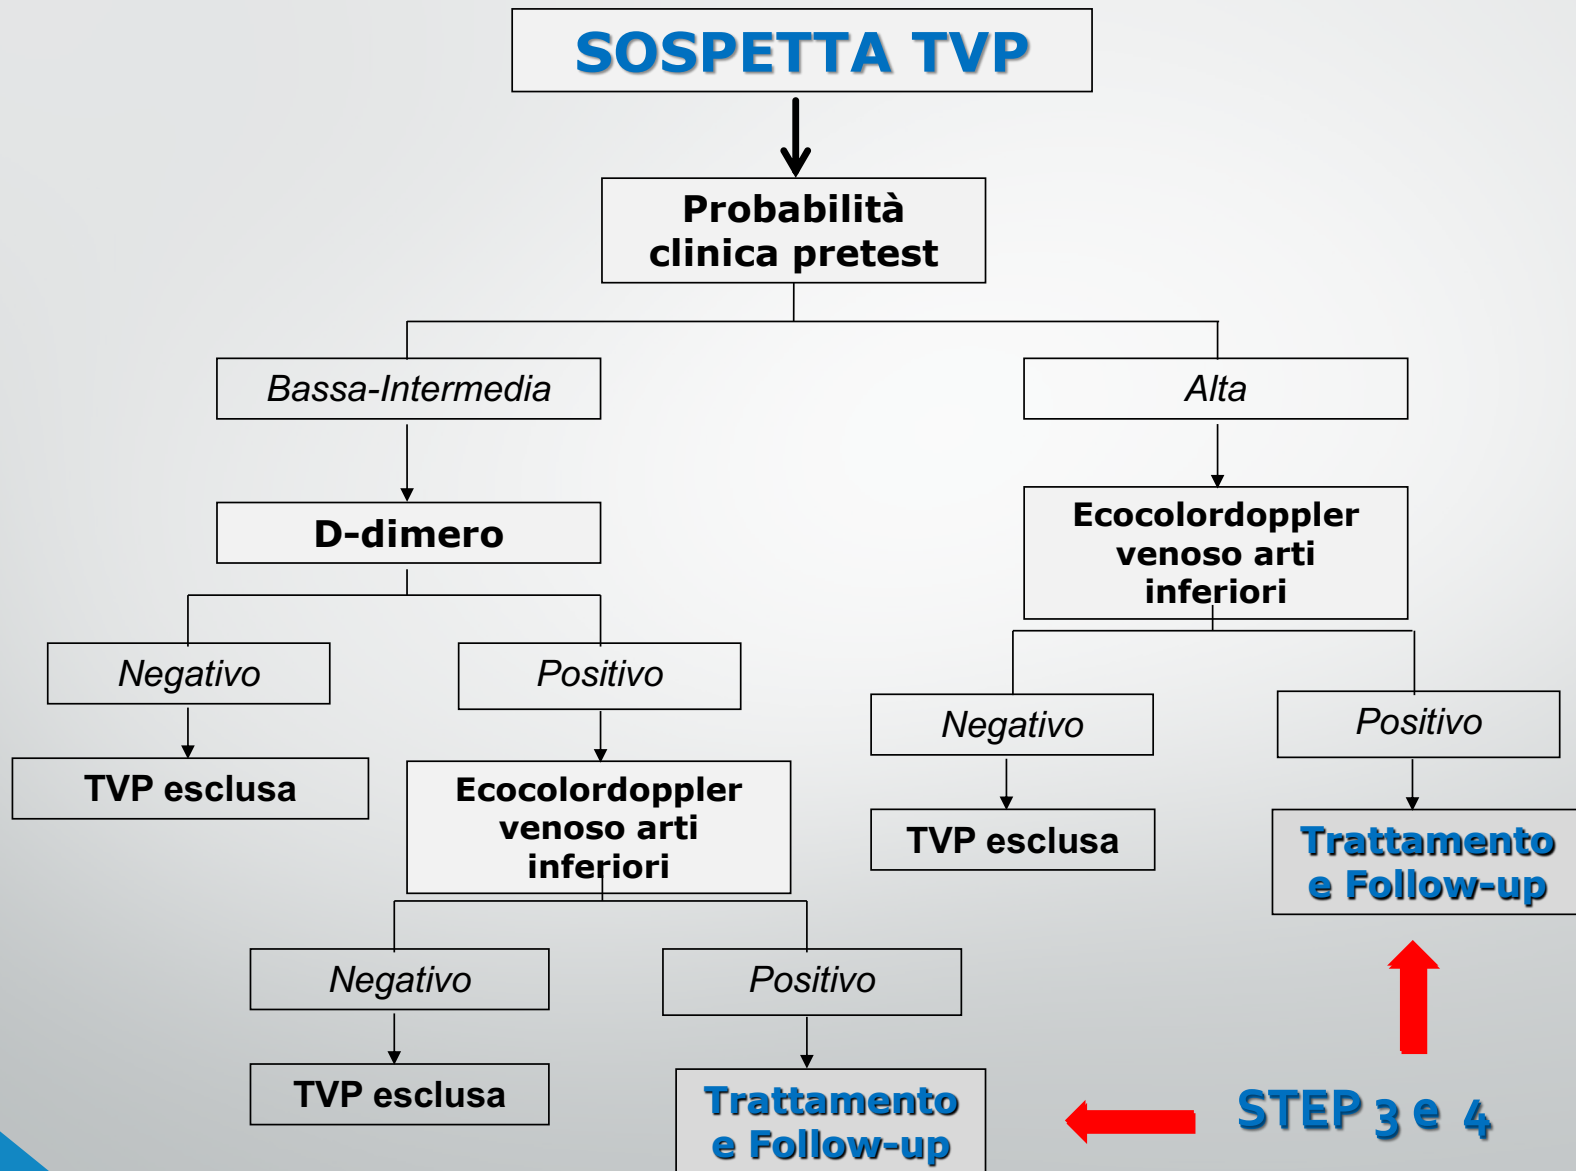 SOSPETTA TVP
Probabilità
clinica pretest
Bassa-Intermedia
Alta
D-dimero
Ecocolordoppler
venoso arti
inferiori
Negativo
Positivo
Negativo
Positivo
TVP esclusa
Ecocolordoppler
venoso arti
inferiori
TVP esclusa
Trattamento
e Follow-up
Negativo
Positivo
TVP esclusa
Trattamento
e Follow-up
STEP 3 e 4